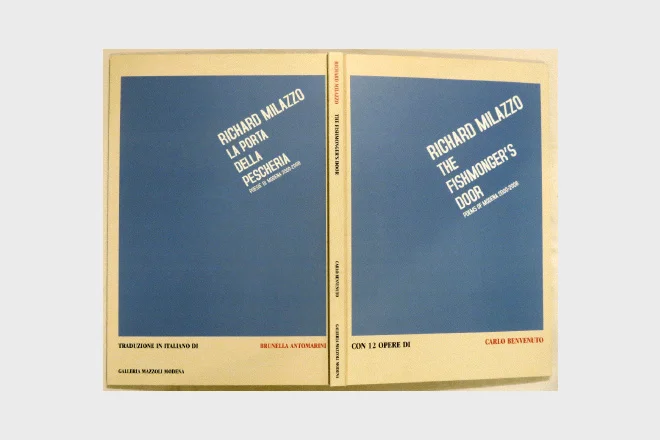 RICHARD MILAZZO
LA PORTA
DELLA
PESCHERIA
POESIE DI MODENA 2005-2008
TRADUZIONE IN ITALIANO DI BRUNELLA ANTOMARINI
GALLERIA MAZZOLI MODENA
RICHARD MILAZZO THE FISHMONGER'S DOOR CARLO BENVENUTO GALLERIA MAZZOLI MODENA
RICHARD MILAZZO
THE
FISHMONGER'S
DOOR
POEMS OF MODENA 2005-2008
CON 12 OPERE DI CARLO BENVENUTO